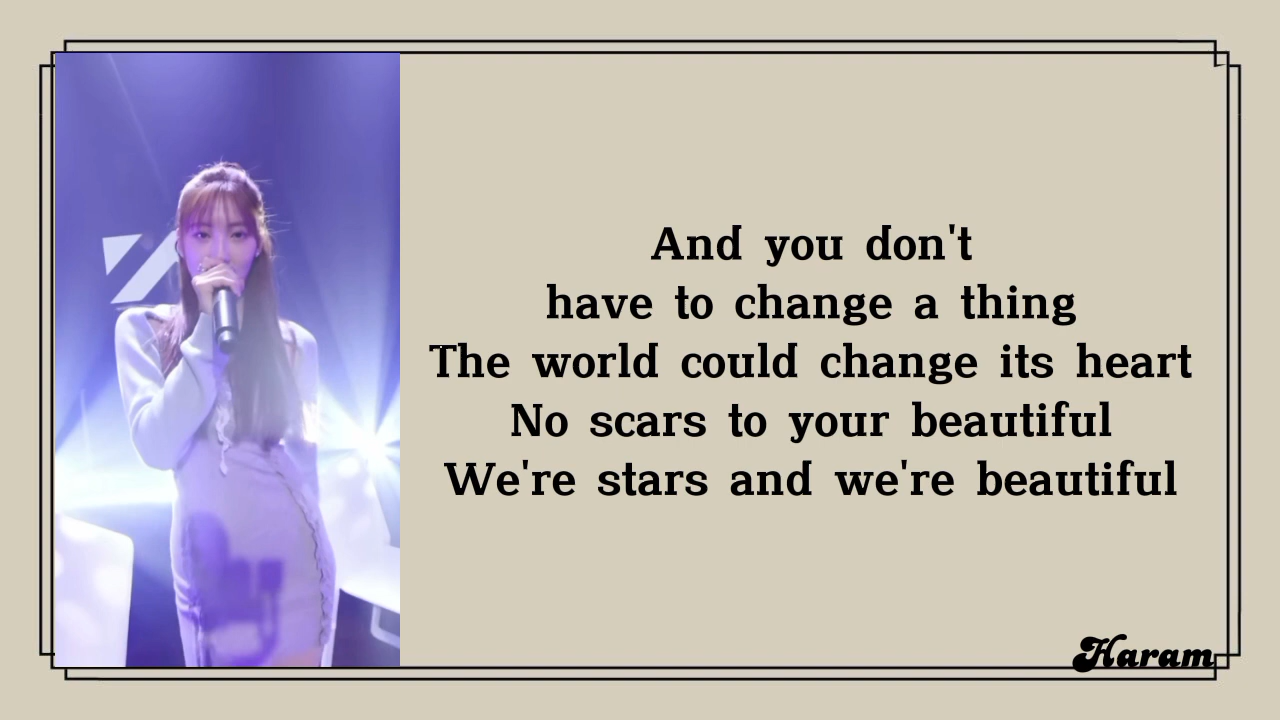 And you don't
have to change a thing
The world could change its heart
No scars to your beautiful
We're stars and we're beautiful
Haram